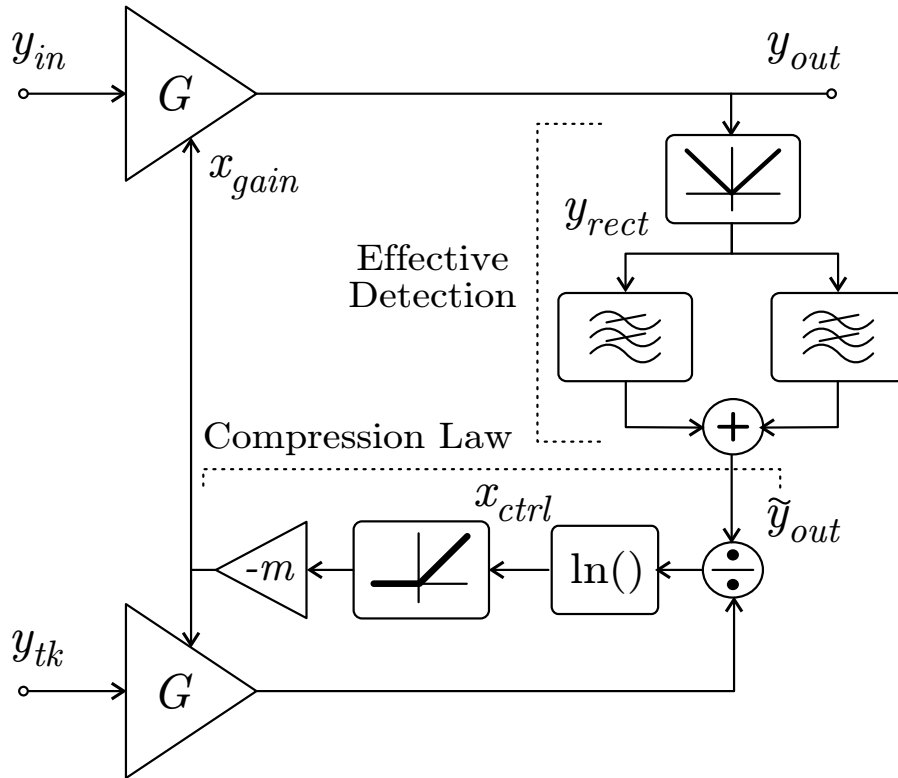 y_in
y_out
G
x_gain
y_rect
Effective
Detection
+
Compression Law
x_ctrl
ỹ_out
-m
ln()
÷
y_tk
G